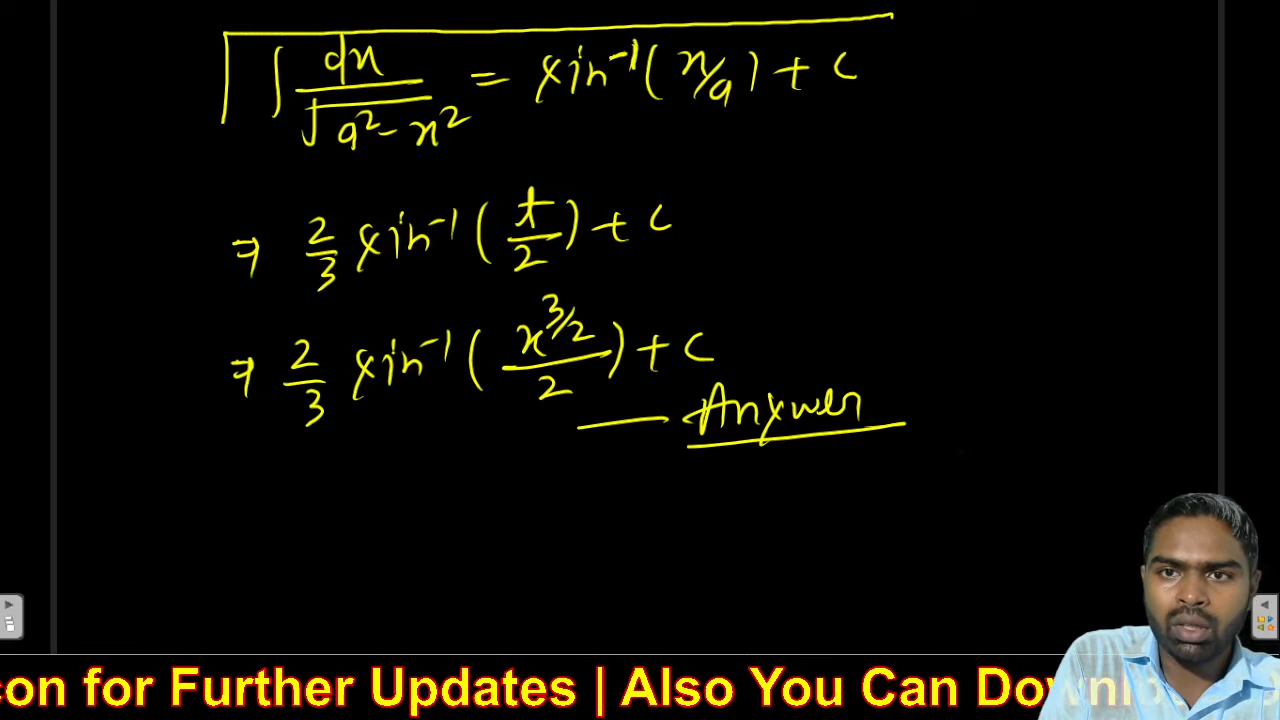 ∫ dx/√(a²-x²) = sin⁻¹(x/a) + c
⇒ 2/3 sin⁻¹(t/2) + c
⇒ 2/3 sin⁻¹(x^(3/2)/2) + c
— Answer
con for Further Updates | Also You Can Down